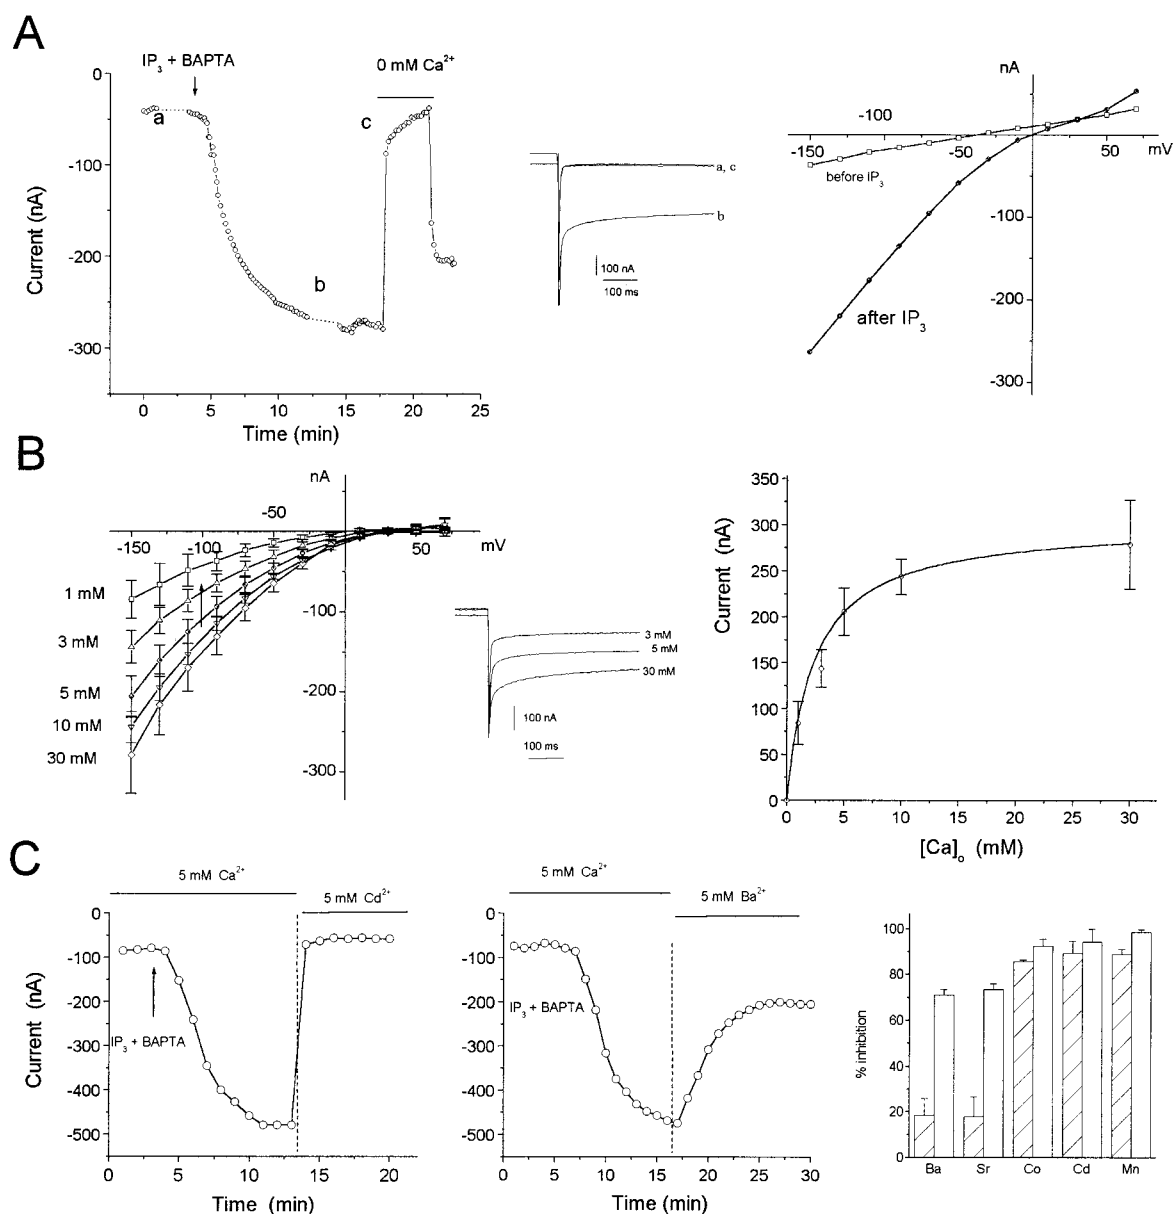 A
IP3 + BAPTA
0 mM Ca2+
0
-100
-200
-300
Current (nA)
a
b
c
0 5 10 15 20 25
Time (min)
a, c
b
100 nA
100 ms
nA
-100
-150 -50 50
mV
before IP3
after IP3
-100
-200
-300
B
nA
-50
-150 -100 50
mV
1 mM
3 mM
5 mM
10 mM
30 mM
-100
-200
-300
3 mM
5 mM
30 mM
100 nA
100 ms
350
300
250
200
150
100
50
0
Current (nA)
0 5 10 15 20 25 30
[Ca]o (mM)
C
5 mM Ca2+
5 mM Cd2+
0
-100
-200
-300
-400
-500
Current (nA)
IP3 + BAPTA
0 5 10 15 20
Time (min)
5 mM Ca2+
5 mM Ba2+
0
-100
-200
-300
-400
-500
IP3 + BAPTA
0 5 10 15 20 25 30
Time (min)
100
80
60
40
20
0
% inhibition
Ba Sr Co Cd Mn